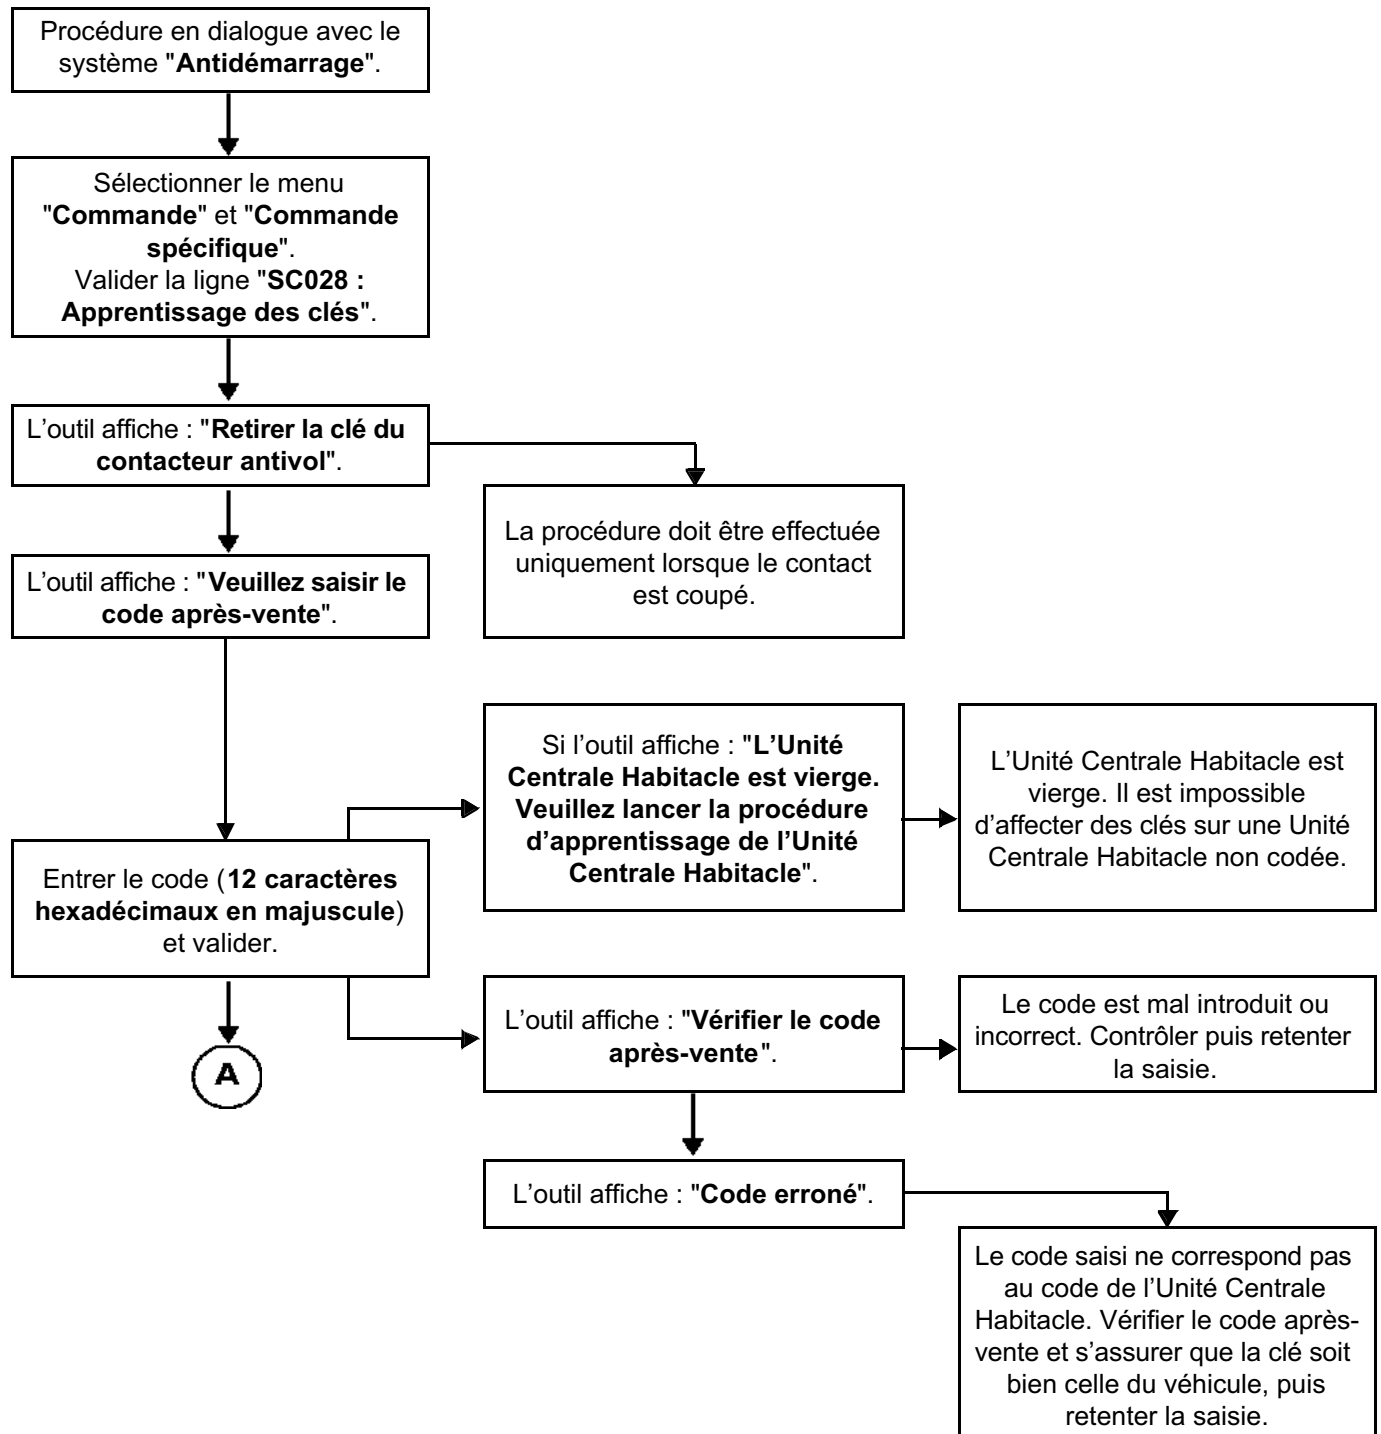 Procédure en dialogue avec le
système "Antidémarrage".
Sélectionner le menu
"Commande" et "Commande
spécifique".
Valider la ligne "SC028 :
Apprentissage des clés".
L'outil affiche : "Retirer la clé du
contacteur antivol".
La procédure doit être effectuée
uniquement lorsque le contact
est coupé.
L'outil affiche : "Veuillez saisir le
code après-vente".
Si l'outil affiche : "L'Unité
Centrale Habitacle est vierge.
Veuillez lancer la procédure
d'apprentissage de l'Unité
Centrale Habitacle".
L'Unité Centrale Habitacle est
vierge. Il est impossible
d'affecter des clés sur une Unité
Centrale Habitacle non codée.
Entrer le code (12 caractères
hexadécimaux en majuscule)
et valider.
L'outil affiche : "Vérifier le code
après-vente".
Le code est mal introduit ou
incorrect. Contrôler puis retenter
la saisie.
A
L'outil affiche : "Code erroné".
Le code saisi ne correspond pas
au code de l'Unité Centrale
Habitacle. Vérifier le code après-
vente et s'assurer que la clé soit
bien celle du véhicule, puis
retenter la saisie.